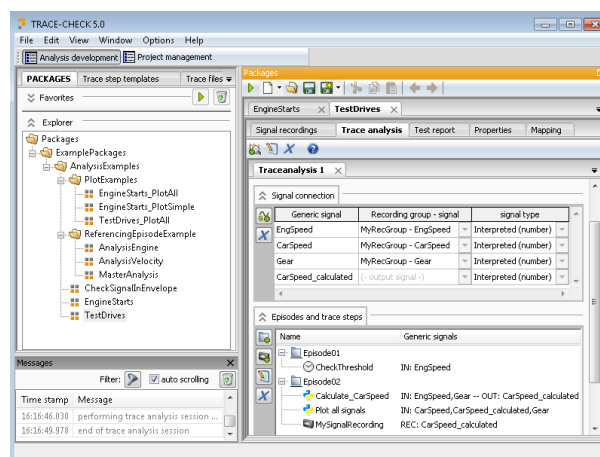 TRACE-CHECK 5.0
File Edit View Window Options Help
Analysis development Project management
PACKAGES Trace step templates Trace files
Favorites
Explorer
Packages
ExamplePackages
AnalysisExamples
PlotExamples
EngineStarts_PlotAll
EngineStarts_PlotSimple
TestDrives_PlotAll
ReferencingEpisodeExample
AnalysisEngine
AnalysisVelocity
MasterAnalysis
CheckSignalInEnvelope
EngineStarts
TestDrives
Messages
Filter: auto scrolling
Time stamp Message
16:16:46.030 performing trace analysis session ...
16:16:49.978 end of trace analysis session
Packages
EngineStarts TestDrives
Signal recordings Trace analysis Test report Properties Mapping
Traceanalysis 1
Signal connection
Generic signal Recording group - signal signal type
EngSpeed MyRecGroup - EngSpeed Interpreted (number)
CarSpeed MyRecGroup - CarSpeed Interpreted (number)
Gear MyRecGroup - Gear Interpreted (number)
CarSpeed_calculated (- output signal -) Interpreted (number)
Episodes and trace steps
Name Generic signals
Episode01
CheckThreshold IN: EngSpeed
Episode02
Calculate_CarSpeed IN: EngSpeed,Gear -- OUT: CarSpeed_calculated
Plot all signals IN: CarSpeed,CarSpeed_calculated,Gear
MySignalRecording REC: CarSpeed_calculated